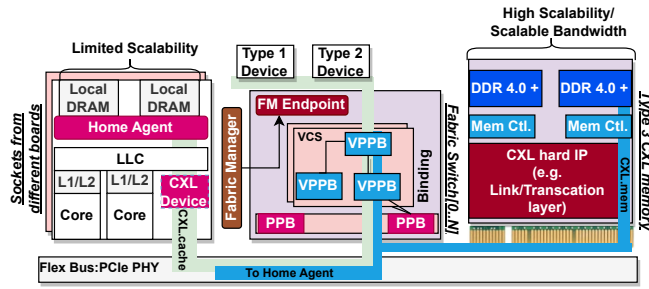 Limited Scalability
Local
DRAM
Local
DRAM
Home Agent
LLC
L1/L2
L1/L2
CXL
Device
Core
Core
CXL.cache
Sockets from
different boards
Type 1
Device
Type 2
Device
FM Endpoint
Fabric Manager
VCS
VPPB
VPPB
VPPB
Binding
PPB
PPB
Fabric Switch[0..N]
High Scalability/
Scalable Bandwidth
DDR 4.0 +
DDR 4.0 +
Mem Ctl.
Mem Ctl.
CXL hard IP
(e.g.
Link/Transcation
layer)
CXL.mem
Type 3 CXL memory
Flex Bus:PCIe PHY
To Home Agent